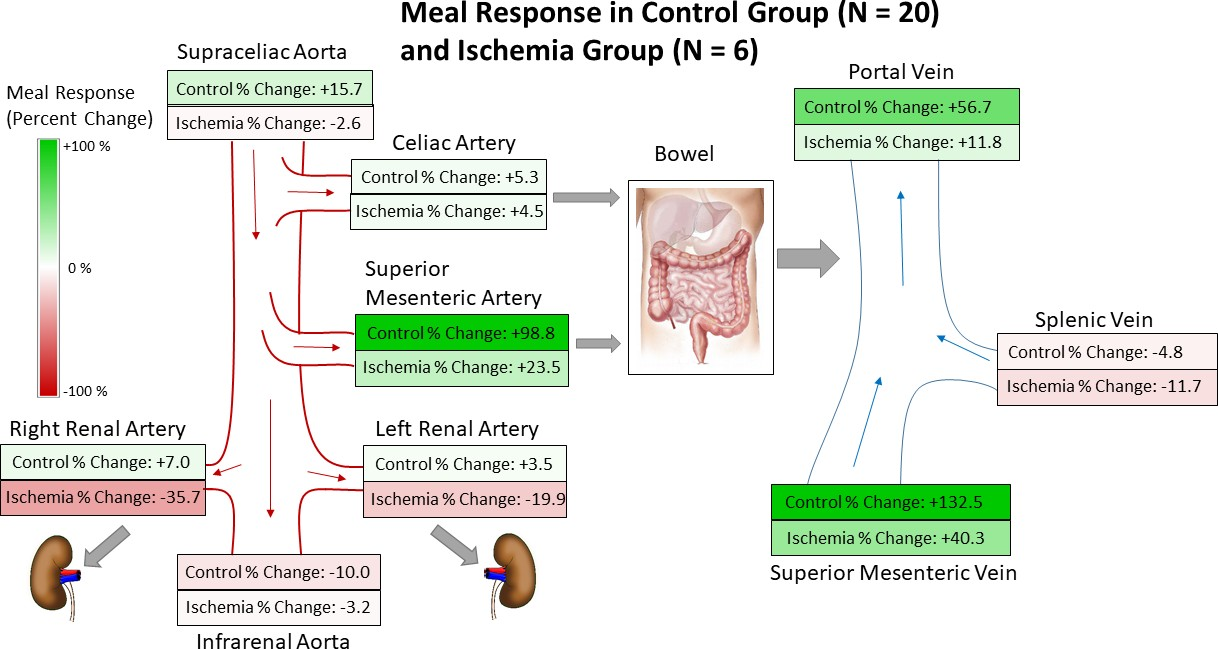 Meal Response in Control Group (N = 20)
and Ischemia Group (N = 6)
Supraceliac Aorta
Control % Change: +15.7
Ischemia % Change: -2.6
Meal Response
(Percent Change)
+100 %
0 %
-100 %
Celiac Artery
Control % Change: +5.3
Ischemia % Change: +4.5
Superior
Mesenteric Artery
Control % Change: +98.8
Ischemia % Change: +23.5
Bowel
Portal Vein
Control % Change: +56.7
Ischemia % Change: +11.8
Splenic Vein
Control % Change: -4.8
Ischemia % Change: -11.7
Right Renal Artery
Control % Change: +7.0
Ischemia % Change: -35.7
Left Renal Artery
Control % Change: +3.5
Ischemia % Change: -19.9
Control % Change: -10.0
Ischemia % Change: -3.2
Infrarenal Aorta
Control % Change: +132.5
Ischemia % Change: +40.3
Superior Mesenteric Vein